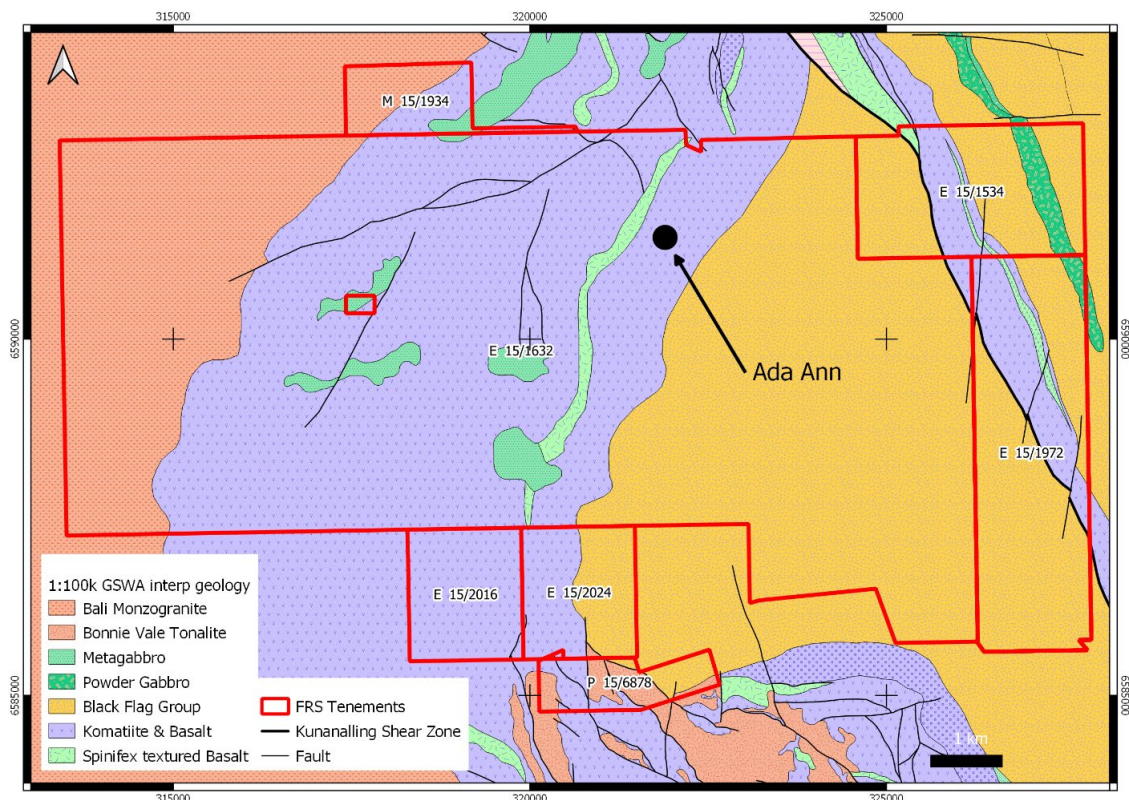 315000
320000
325000
M 15/1934
E 15/1534
6590000
6590000
E 15/1632
Ada Ann
E 15/1972
E 15/2016
E 15/2024
P 15/6878
6585000
6585000
1:100k GSWA interp geology
Bali Monzogranite
Bonnie Vale Tonalite
Metagabbro
Powder Gabbro
Black Flag Group
Komatiite & Basalt
Spinifex textured Basalt
FRS Tenements
Kunanalling Shear Zone
Fault
1 km
315000
320000
325000